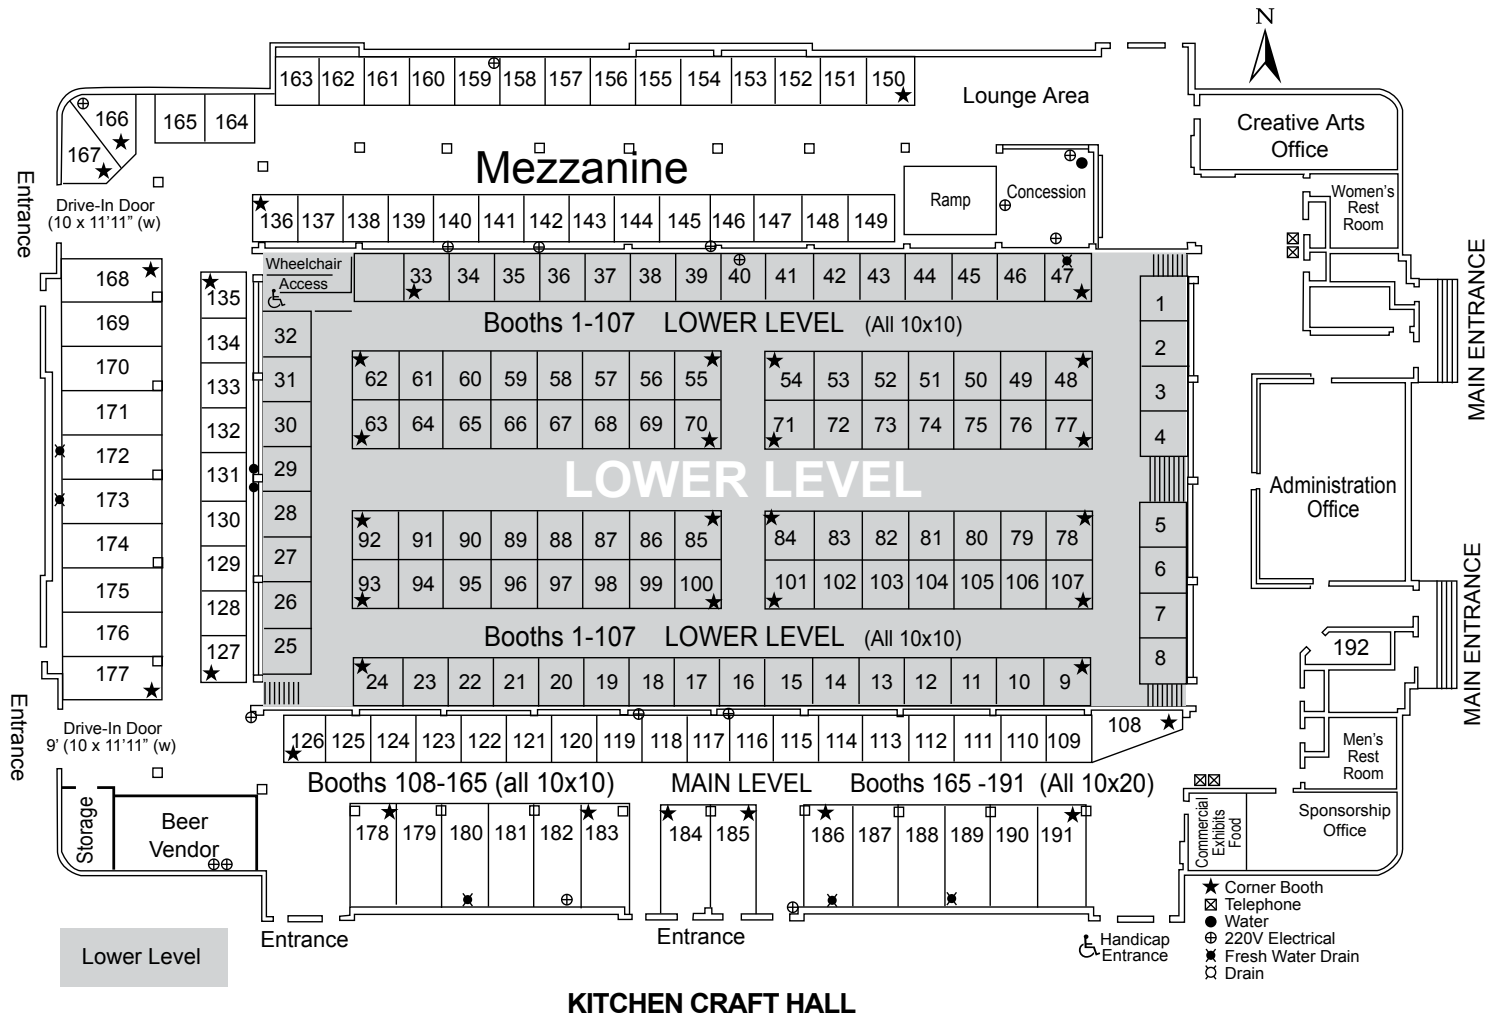 N
163 162 161 160 159 158 157 156 155 154 153 152 151 150
Lounge Area
166
165 164
167
Creative Arts
Office
Mezzanine
Entrance
Drive-In Door
(10 x 11'11" (w)
Ramp
Concession
Women's
Rest
Room
136 137 138 139 140 141 142 143 144 145 146 147 148 149
MAIN ENTRANCE
Wheelchair
Access
33 34 35 36 37 38 39 40 41 42 43 44 45 46 47
168
169
170
171
172
173
174
175
176
177
135
134
133
132
131
130
129
128
127
32
31
30
29
28
27
26
25
1
2
3
4
5
6
7
8
Booths 1-107 LOWER LEVEL (All 10x10)
62 61 60 59 58 57 56 55 54 53 52 51 50 49 48
63 64 65 66 67 68 69 70 71 72 73 74 75 76 77
LOWER LEVEL
Administration
Office
92 91 90 89 88 87 86 85 84 83 82 81 80 79 78
93 94 95 96 97 98 99 100 101 102 103 104 105 106 107
MAIN ENTRANCE
Booths 1-107 LOWER LEVEL (All 10x10)
192
24 23 22 21 20 19 18 17 16 15 14 13 12 11 10 9
Entrance
Drive-In Door
9' (10 x 11'11" (w)
126 125 124 123 122 121 120 119 118 117 116 115 114 113 112 111 110 109 108
Men's
Rest
Room
Booths 108-165 (all 10x10) MAIN LEVEL Booths 165 -191 (All 10x20)
Storage
Beer
Vendor
178 179 180 181 182 183 184 185 186 187 188 189 190 191
Commercial
Exhibits
Food
Sponsorship
Office
Corner Booth
Telephone
Water
220V Electrical
Fresh Water Drain
Drain
Entrance
Entrance
Handicap
Entrance
Lower Level
KITCHEN CRAFT HALL